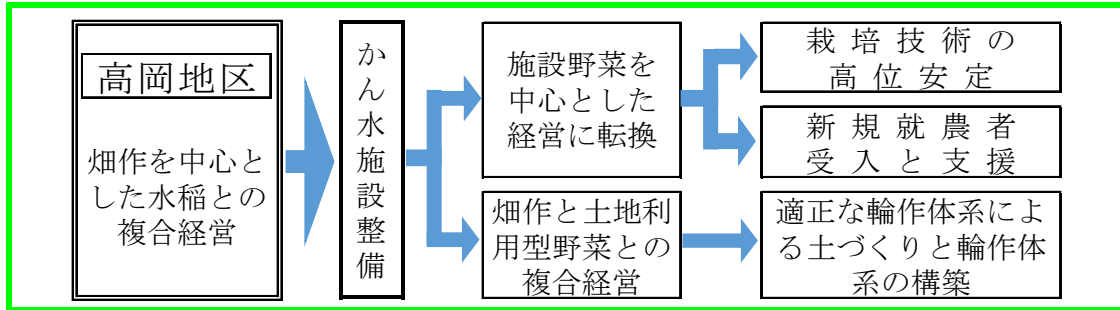 高岡地区
畑作を中心と
した水稲との
複合経営
かん水施設整備
施設野菜を
中心とした
経営に転換
畑作と土地利
用型野菜との
複合経営
栽培技術の
高位安定
新規就農者
受入と支援
適正な輪作体系によ
る土づくりと輪作体
系の構築